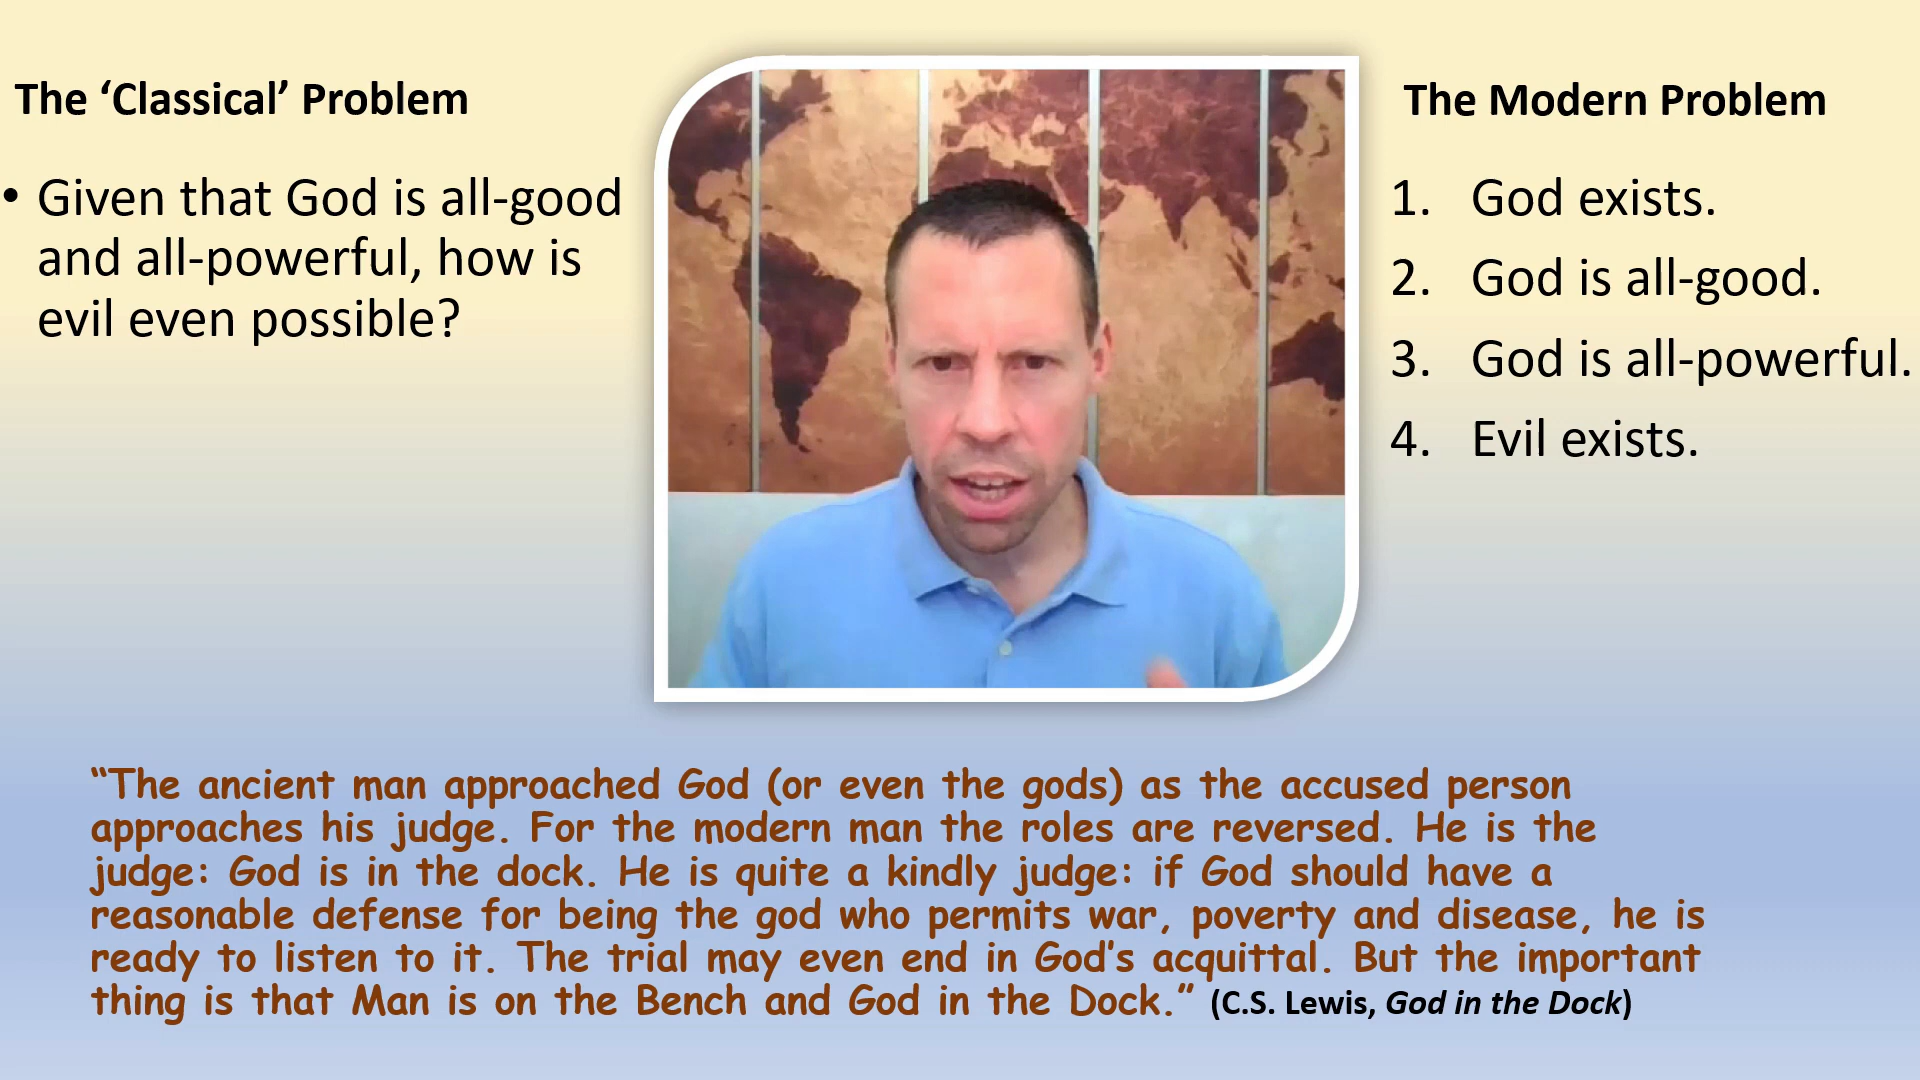 The ‘Classical’ Problem
• Given that God is all-good
and all-powerful, how is
evil even possible?
The Modern Problem
1. God exists.
2. God is all-good.
3. God is all-powerful.
4. Evil exists.
“The ancient man approached God (or even the gods) as the accused person
approaches his judge. For the modern man the roles are reversed. He is the
judge: God is in the dock. He is quite a kindly judge: if God should have a
reasonable defense for being the god who permits war, poverty and disease, he is
ready to listen to it. The trial may even end in God’s acquittal. But the important
thing is that Man is on the Bench and God in the Dock.” (C.S. Lewis, God in the Dock)